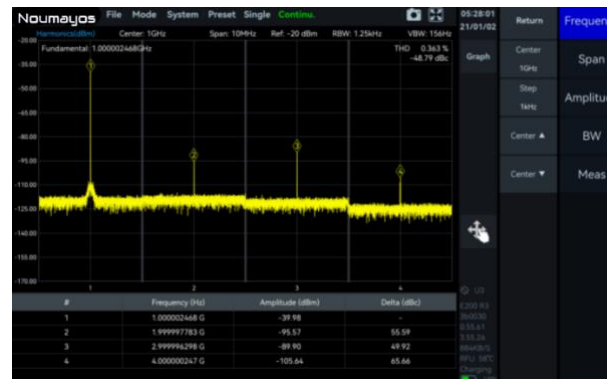 Noumayos File Mode System Preset Single Continu. 05:28:01 21/01/02
Harmonics(dBm) Center: 1GHz Span: 10MHz Ref: -20 dBm RBW: 1.25kHz VBW: 156Hz
-20.00 Fundamental: 1.000002468GHz THD 0.363 %
-48.79 dBc
-35.00
-50.00
-65.00
-80.00
-95.00
-110.00
-125.00
-140.00
-155.00
-170.00
1 2 3 4
1 2 3 4
# Frequency (Hz) Amplitude (dBm) Delta (dBc)
1 1.000002468 G -39.98 -
2 1.999997783 G -95.57 55.59
3 2.999996298 G -89.90 49.92
4 4.000000247 G -105.64 65.66
Graph
Charging
Return
Center
1GHz
Step
1kHz
Center ▲
Center ▼
Frequen
Span
Amplitu
BW
Meas